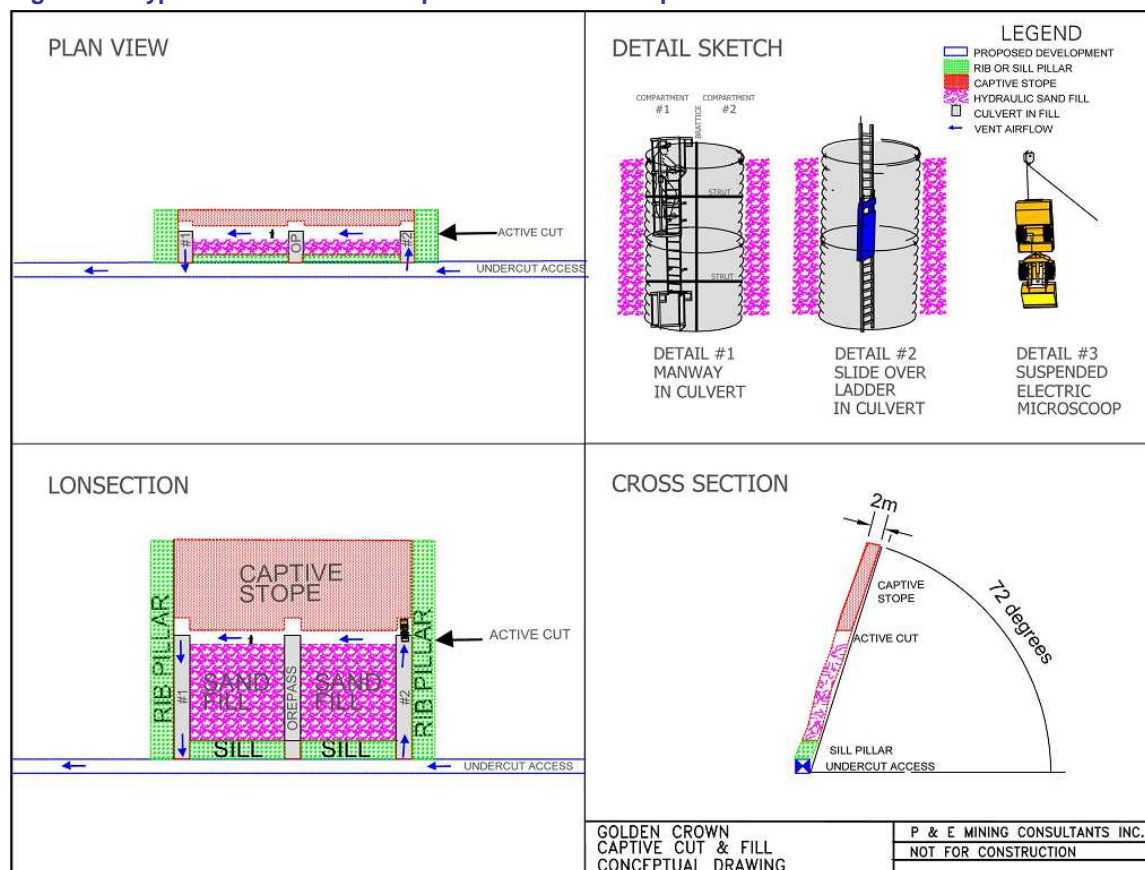 PLAN VIEW
#1
OP
#2
ACTIVE CUT
UNDERCUT ACCESS
DETAIL SKETCH
LEGEND
PROPOSED DEVELOPMENT
RIB OR SILL PILLAR
CAPTIVE STOPE
HYDRAULIC SAND FILL
CULVERT IN FILL
VENT AIRFLOW
COMPARTMENT
#1
COMPARTMENT
#2
BRATTICE
STRUT
STRUT
DETAIL #1
MANWAY
IN CULVERT
DETAIL #2
SLIDE OVER
LADDER
IN CULVERT
DETAIL #3
SUSPENDED
ELECTRIC
MICROSCOOP
LONSECTION
CAPTIVE
STOPE
RIB PILLAR
#1
SAND
FILL
OREPASS
SAND
FILL
#2
RIB PILLAR
ACTIVE CUT
SILL
SILL
UNDERCUT ACCESS
CROSS SECTION
2m
CAPTIVE
STOPE
ACTIVE CUT
72 degrees
SILL PILLAR
UNDERCUT ACCESS
GOLDEN CROWN
CAPTIVE CUT & FILL
CONCEPTUAL DRAWING
P & E MINING CONSULTANTS INC.
NOT FOR CONSTRUCTION